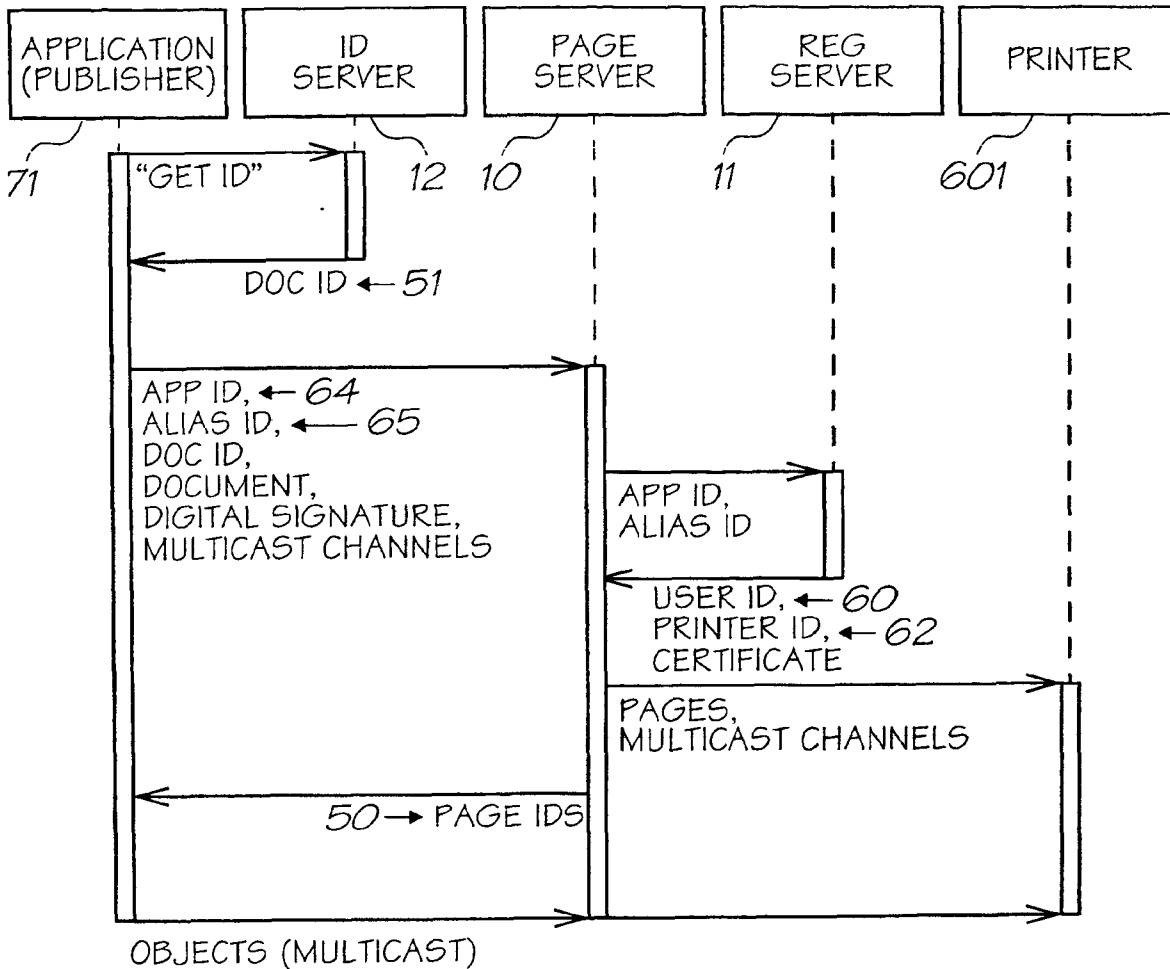 APPLICATION
(PUBLISHER)
ID
SERVER
PAGE
SERVER
REG
SERVER
PRINTER
71
12
10
11
601
“GET ID”
DOC ID ← 51
APP ID, ← 64
ALIAS ID, ← 65
DOC ID,
DOCUMENT,
DIGITAL SIGNATURE,
MULTICAST CHANNELS
APP ID,
ALIAS ID
USER ID, ← 60
PRINTER ID, ← 62
CERTIFICATE
PAGES,
MULTICAST CHANNELS
50 → PAGE IDS
OBJECTS (MULTICAST)